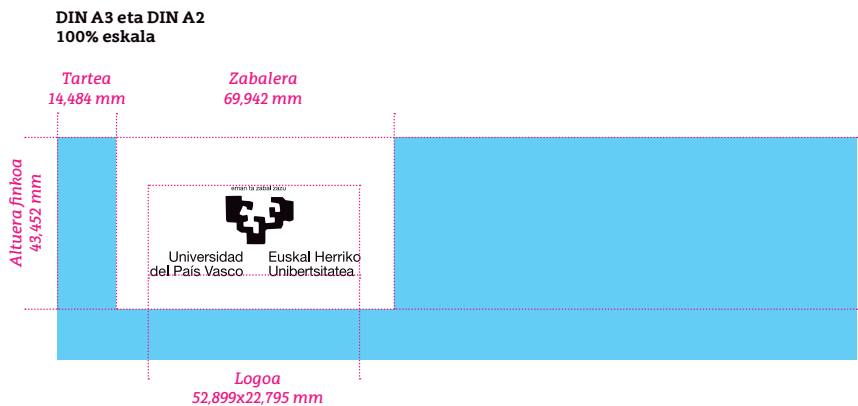 DIN A3 eta DIN A2
100% eskala
Tartea
14,484 mm
Zabalera
69,942 mm
Altuera finkoa
43,452 mm
eman ta zabal zazu
Universidad
del País Vasco
Euskal Herriko
Unibertsitatea
Logoa
52,899x22,795 mm